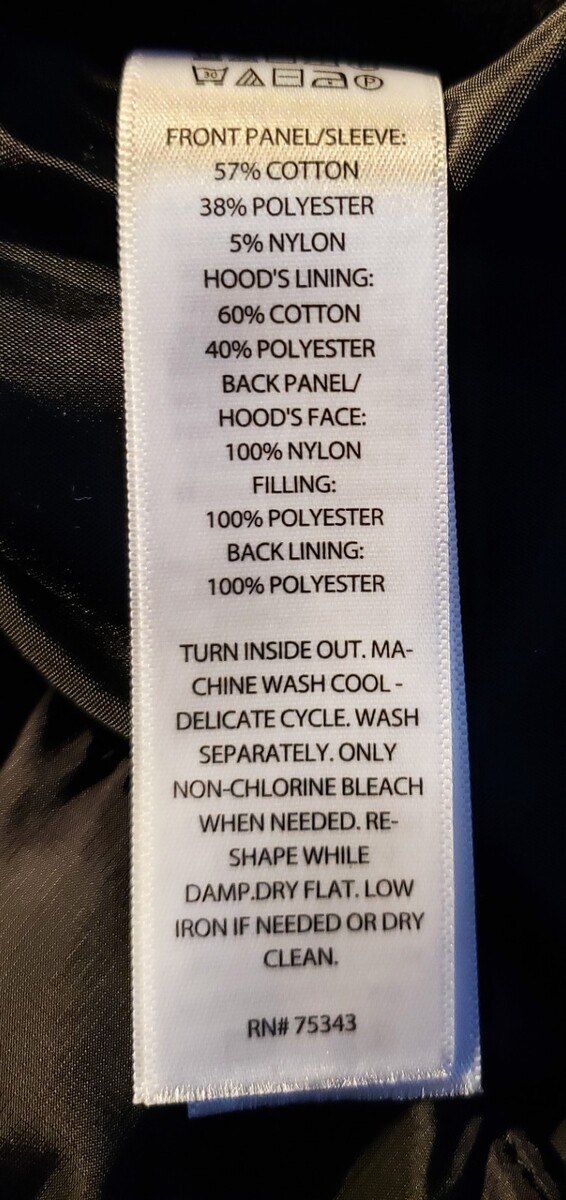 30 P
FRONT PANEL/SLEEVE:
57% COTTON
38% POLYESTER
5% NYLON
HOOD'S LINING:
60% COTTON
40% POLYESTER
BACK PANEL/
HOOD'S FACE:
100% NYLON
FILLING:
100% POLYESTER
BACK LINING:
100% POLYESTER
TURN INSIDE OUT. MA-
CHINE WASH COOL -
DELICATE CYCLE. WASH
SEPARATELY. ONLY
NON-CHLORINE BLEACH
WHEN NEEDED. RE-
SHAPE WHILE
DAMP.DRY FLAT. LOW
IRON IF NEEDED OR DRY
CLEAN.
RN# 75343